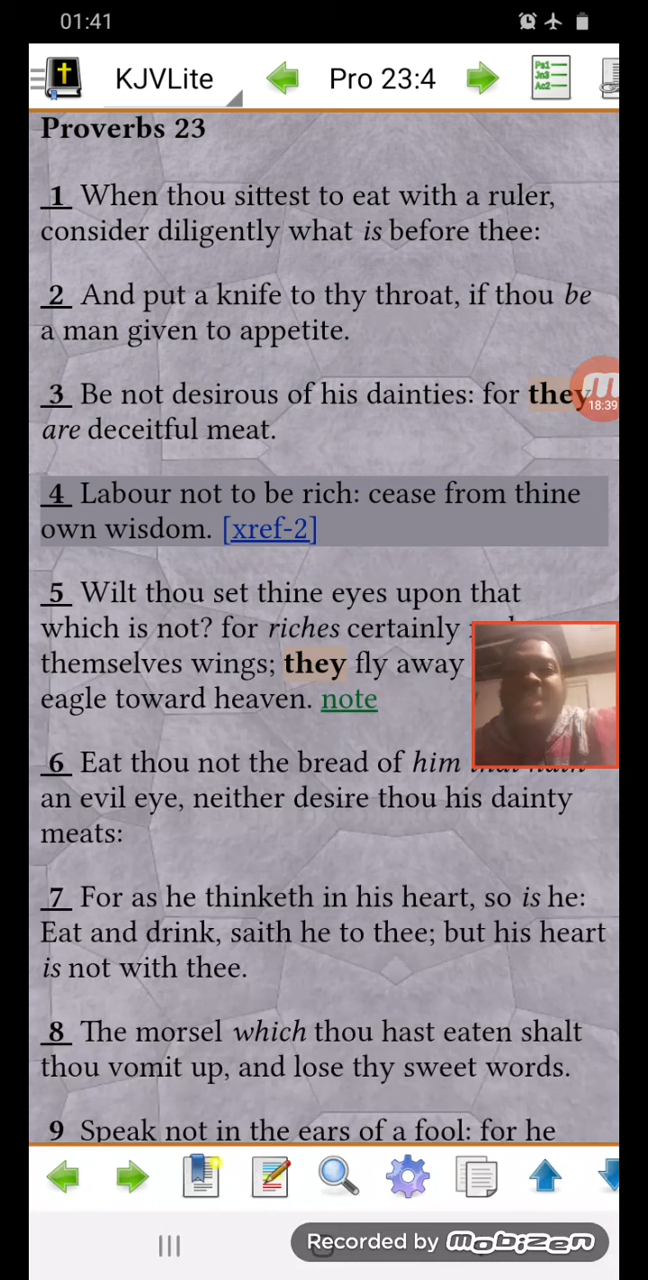 01:41
KJVLite Pro 23:4
Proverbs 23
1 When thou sittest to eat with a ruler,
consider diligently what is before thee:
2 And put a knife to thy throat, if thou be
a man given to appetite.
3 Be not desirous of his dainties: for they
18:39
are deceitful meat.
4 Labour not to be rich: cease from thine
own wisdom. [xref-2]
5 Wilt thou set thine eyes upon that
which is not? for riches certainly
themselves wings; they fly away
eagle toward heaven. note
6 Eat thou not the bread of him
an evil eye, neither desire thou his dainty
meats:
7 For as he thinketh in his heart, so is he:
Eat and drink, saith he to thee; but his heart
is not with thee.
8 The morsel which thou hast eaten shalt
thou vomit up, and lose thy sweet words.
9 Speak not in the ears of a fool: for he
Recorded by mobizen